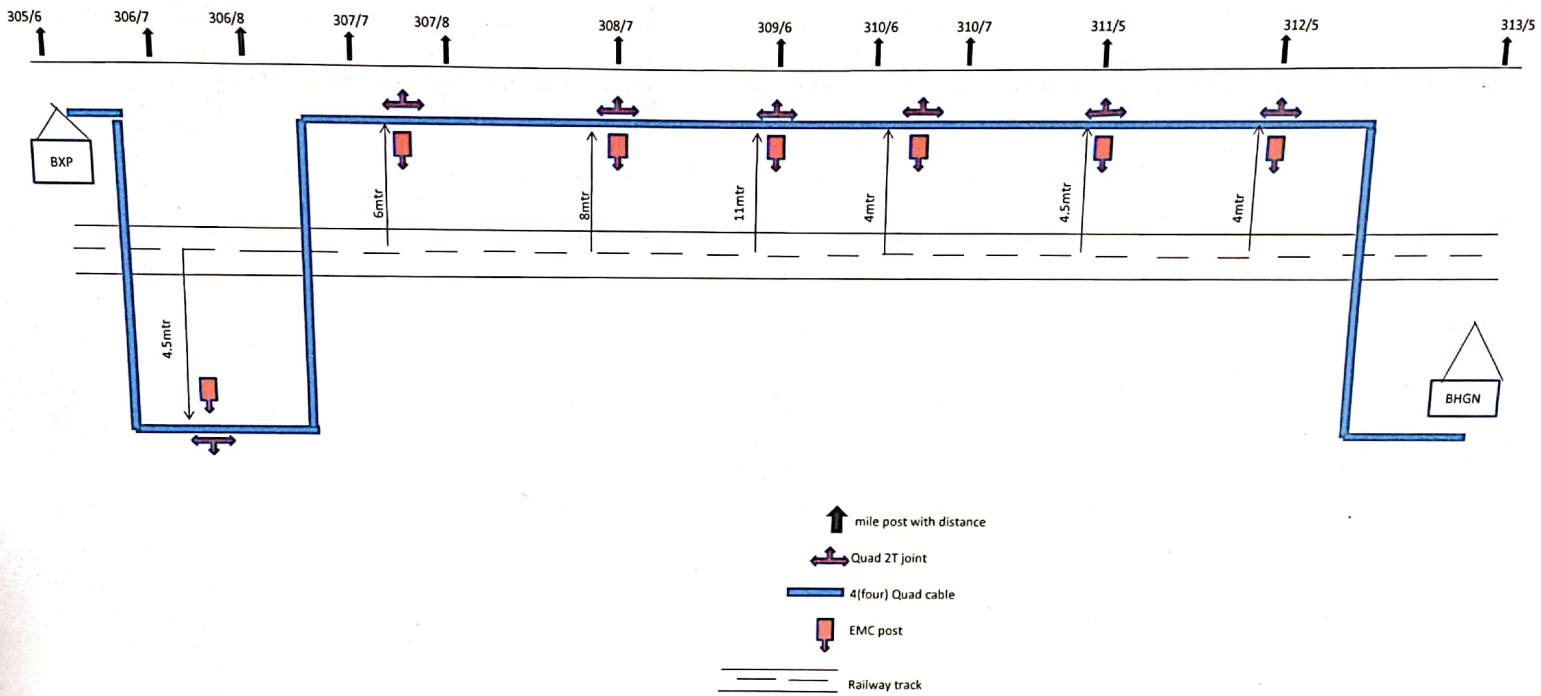 305/6 306/7 306/8 307/7 307/8 308/7 309/6 310/6 310/7 311/5 312/5 313/5
BXP
6mtr
8mtr
11mtr
4mtr
4.5mtr
4mtr
4.5mtr
BHGN
mile post with distance
Quad 2T joint
4(four) Quad cable
EMC post
Railway track